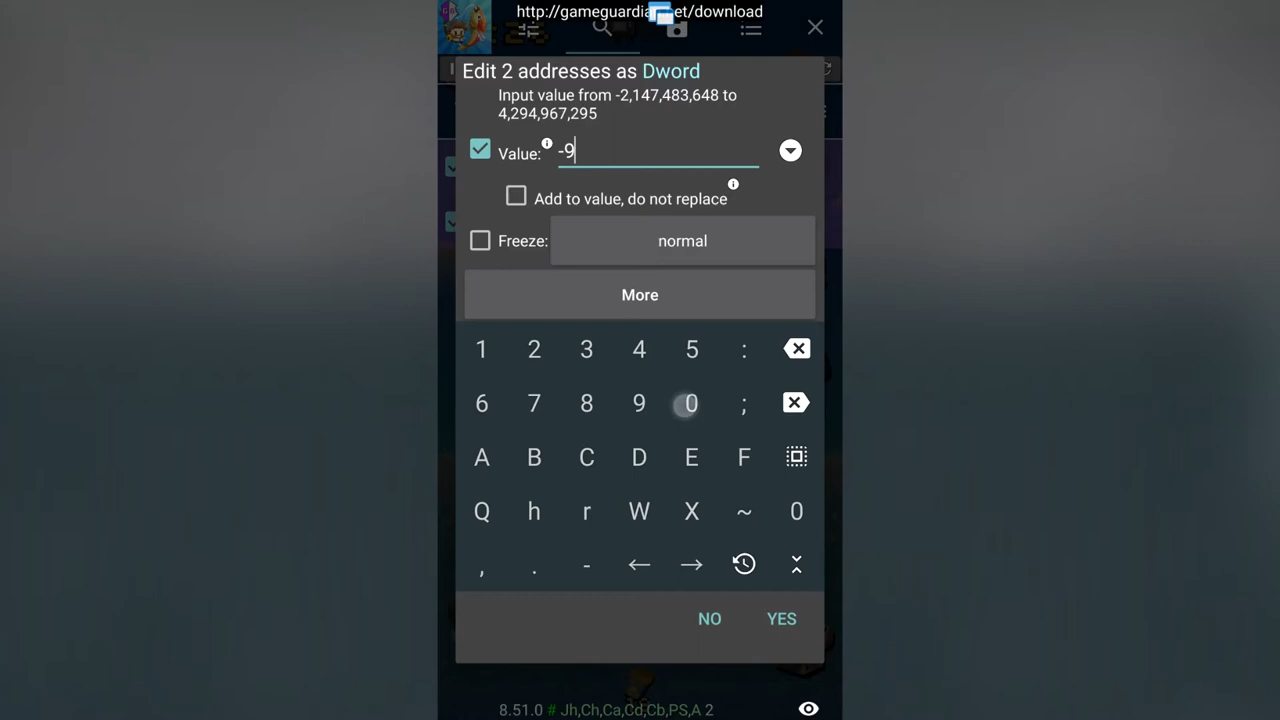 http://gameguardia et/download
Edit 2 addresses as Dword
Input value from -2,147,483,648 to
4,294,967,295
Value: -9
Add to value, do not replace
Freeze: normal
More
1 2 3 4 5 :
6 7 8 9 0 ;
A B C D E F
Q h r W X ~ 0
, . - ← →
NO YES
8.51.0 # Jh,Ch,Ca,Cd,Cb,PS,A 2